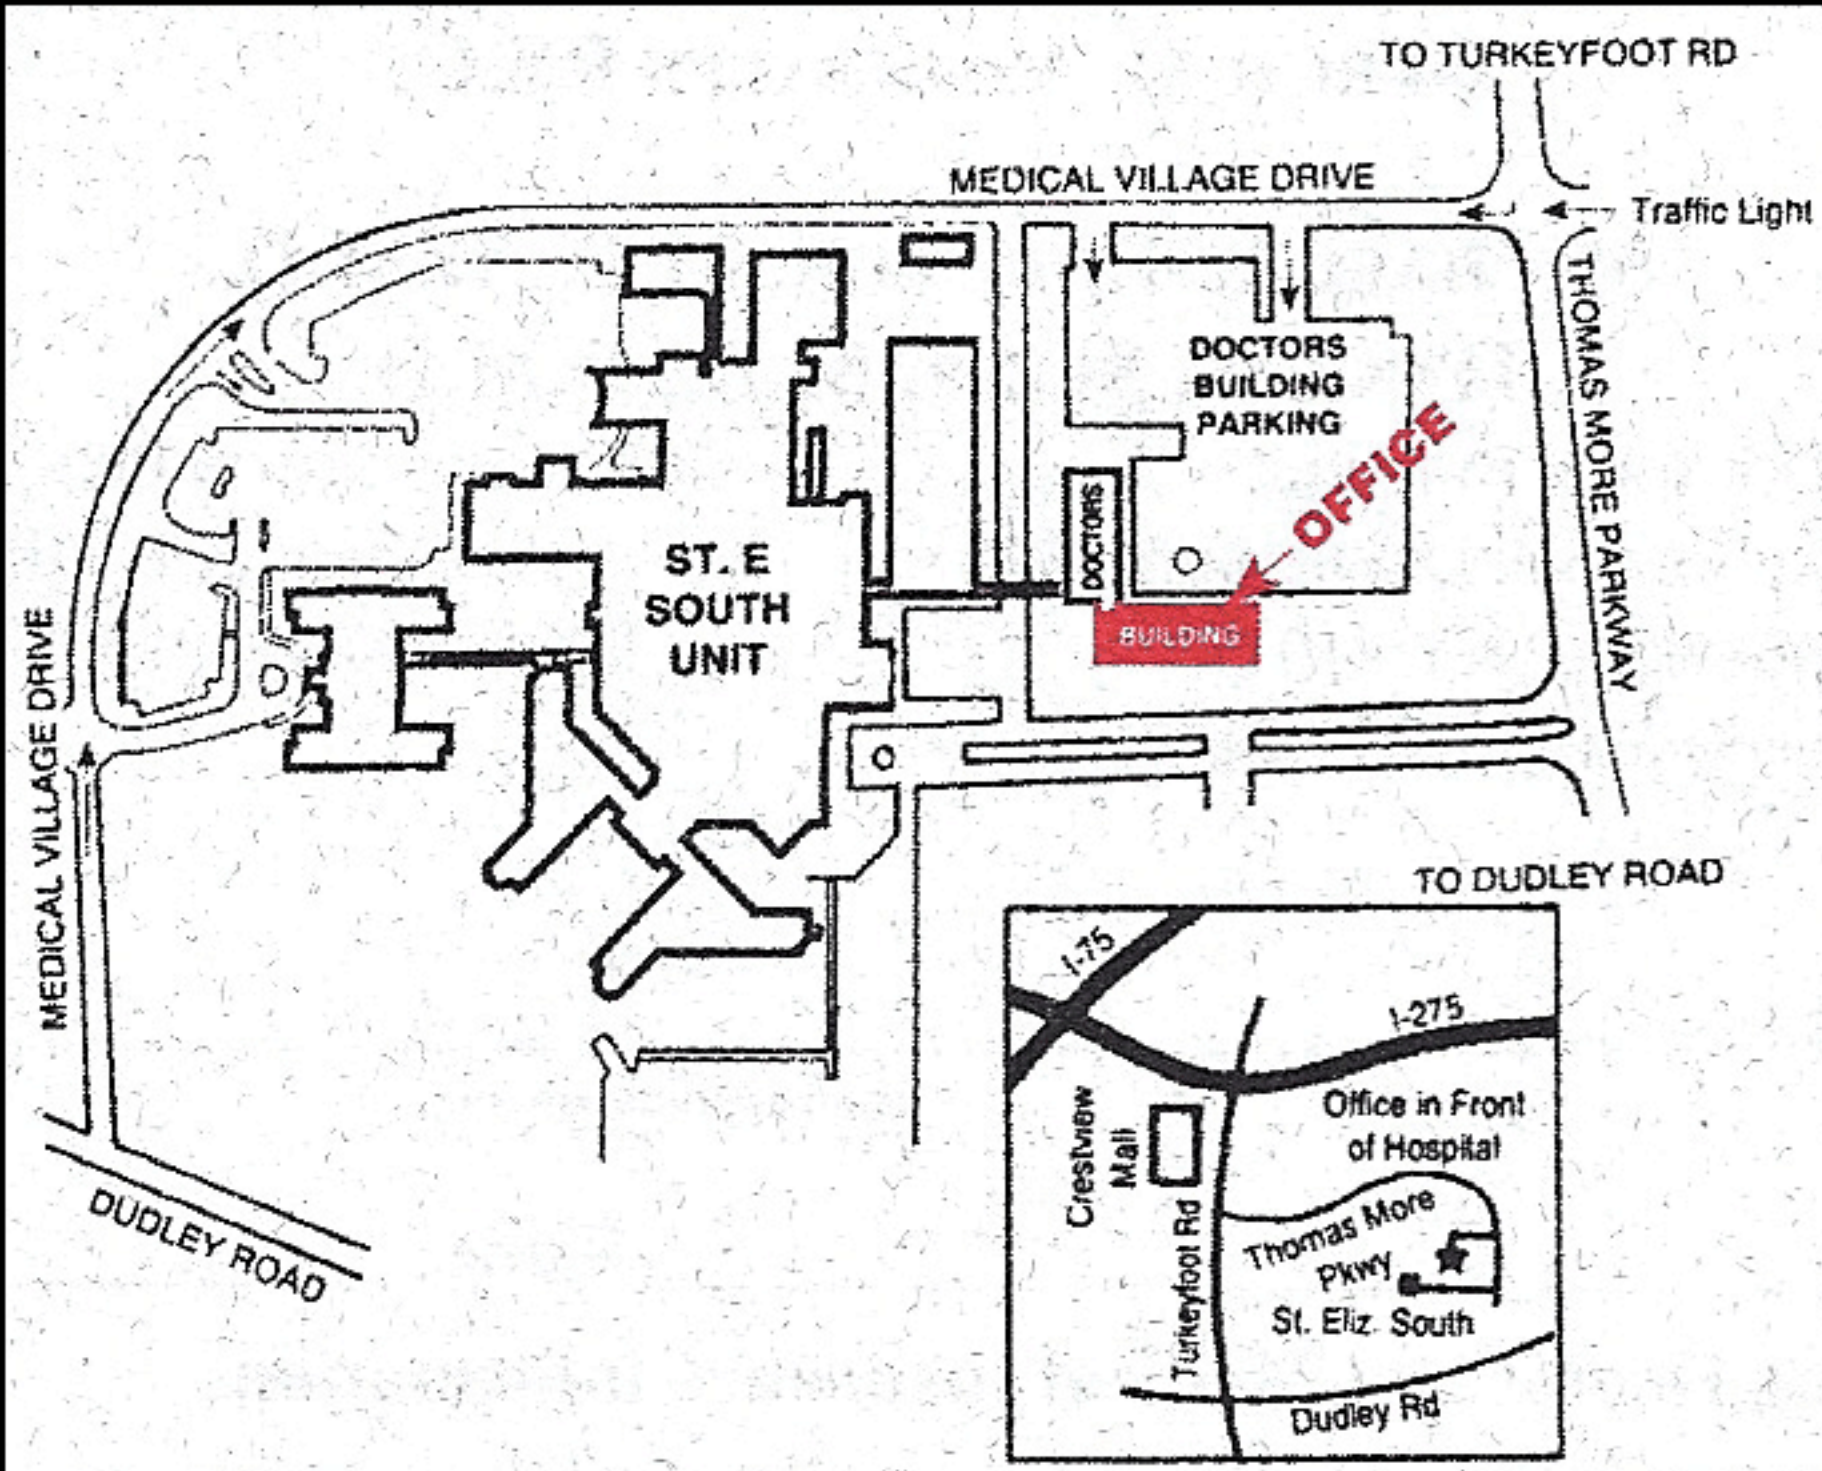 TO TURKEYFOOT RD
MEDICAL VILLAGE DRIVE
Traffic Light
THOMAS MORE PARKWAY
DOCTORS
BUILDING
PARKING
OFFICE
DOCTORS
BUILDING
ST. E
SOUTH
UNIT
MEDICAL VILLAGE DRIVE
DUDLEY ROAD
TO DUDLEY ROAD
I-75
I-275
Crestview
Mall
Office in Front
of Hospital
Turkeyfoot Rd
Thomas More
Pkwy
St. Eliz. South
Dudley Rd